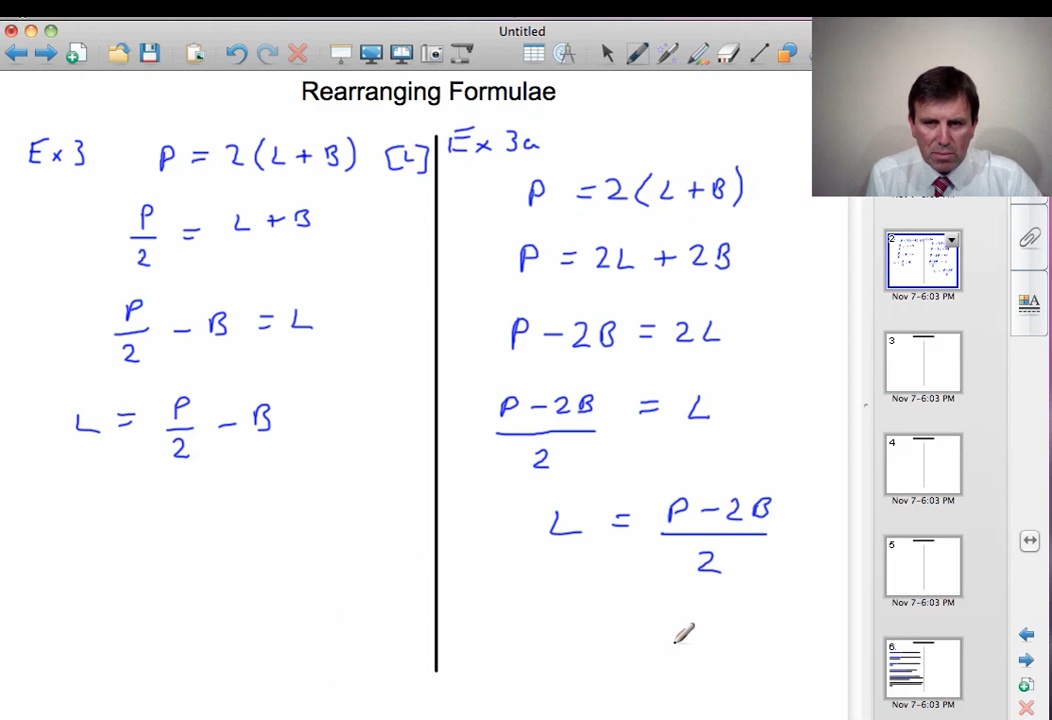 Untitled
Rearranging Formulae
Ex 3 P = 2(L + B) [L]
P/2 = L + B
P/2 - B = L
L = P/2 - B
Ex 3a
P = 2(L + B)
P = 2L + 2B
P - 2B = 2L
P - 2B / 2 = L
L = P - 2B / 2
Nov 7-6:03 PM
2
Nov 7-6:03 PM
3
Nov 7-6:03 PM
4
Nov 7-6:03 PM
5
Nov 7-6:03 PM
6